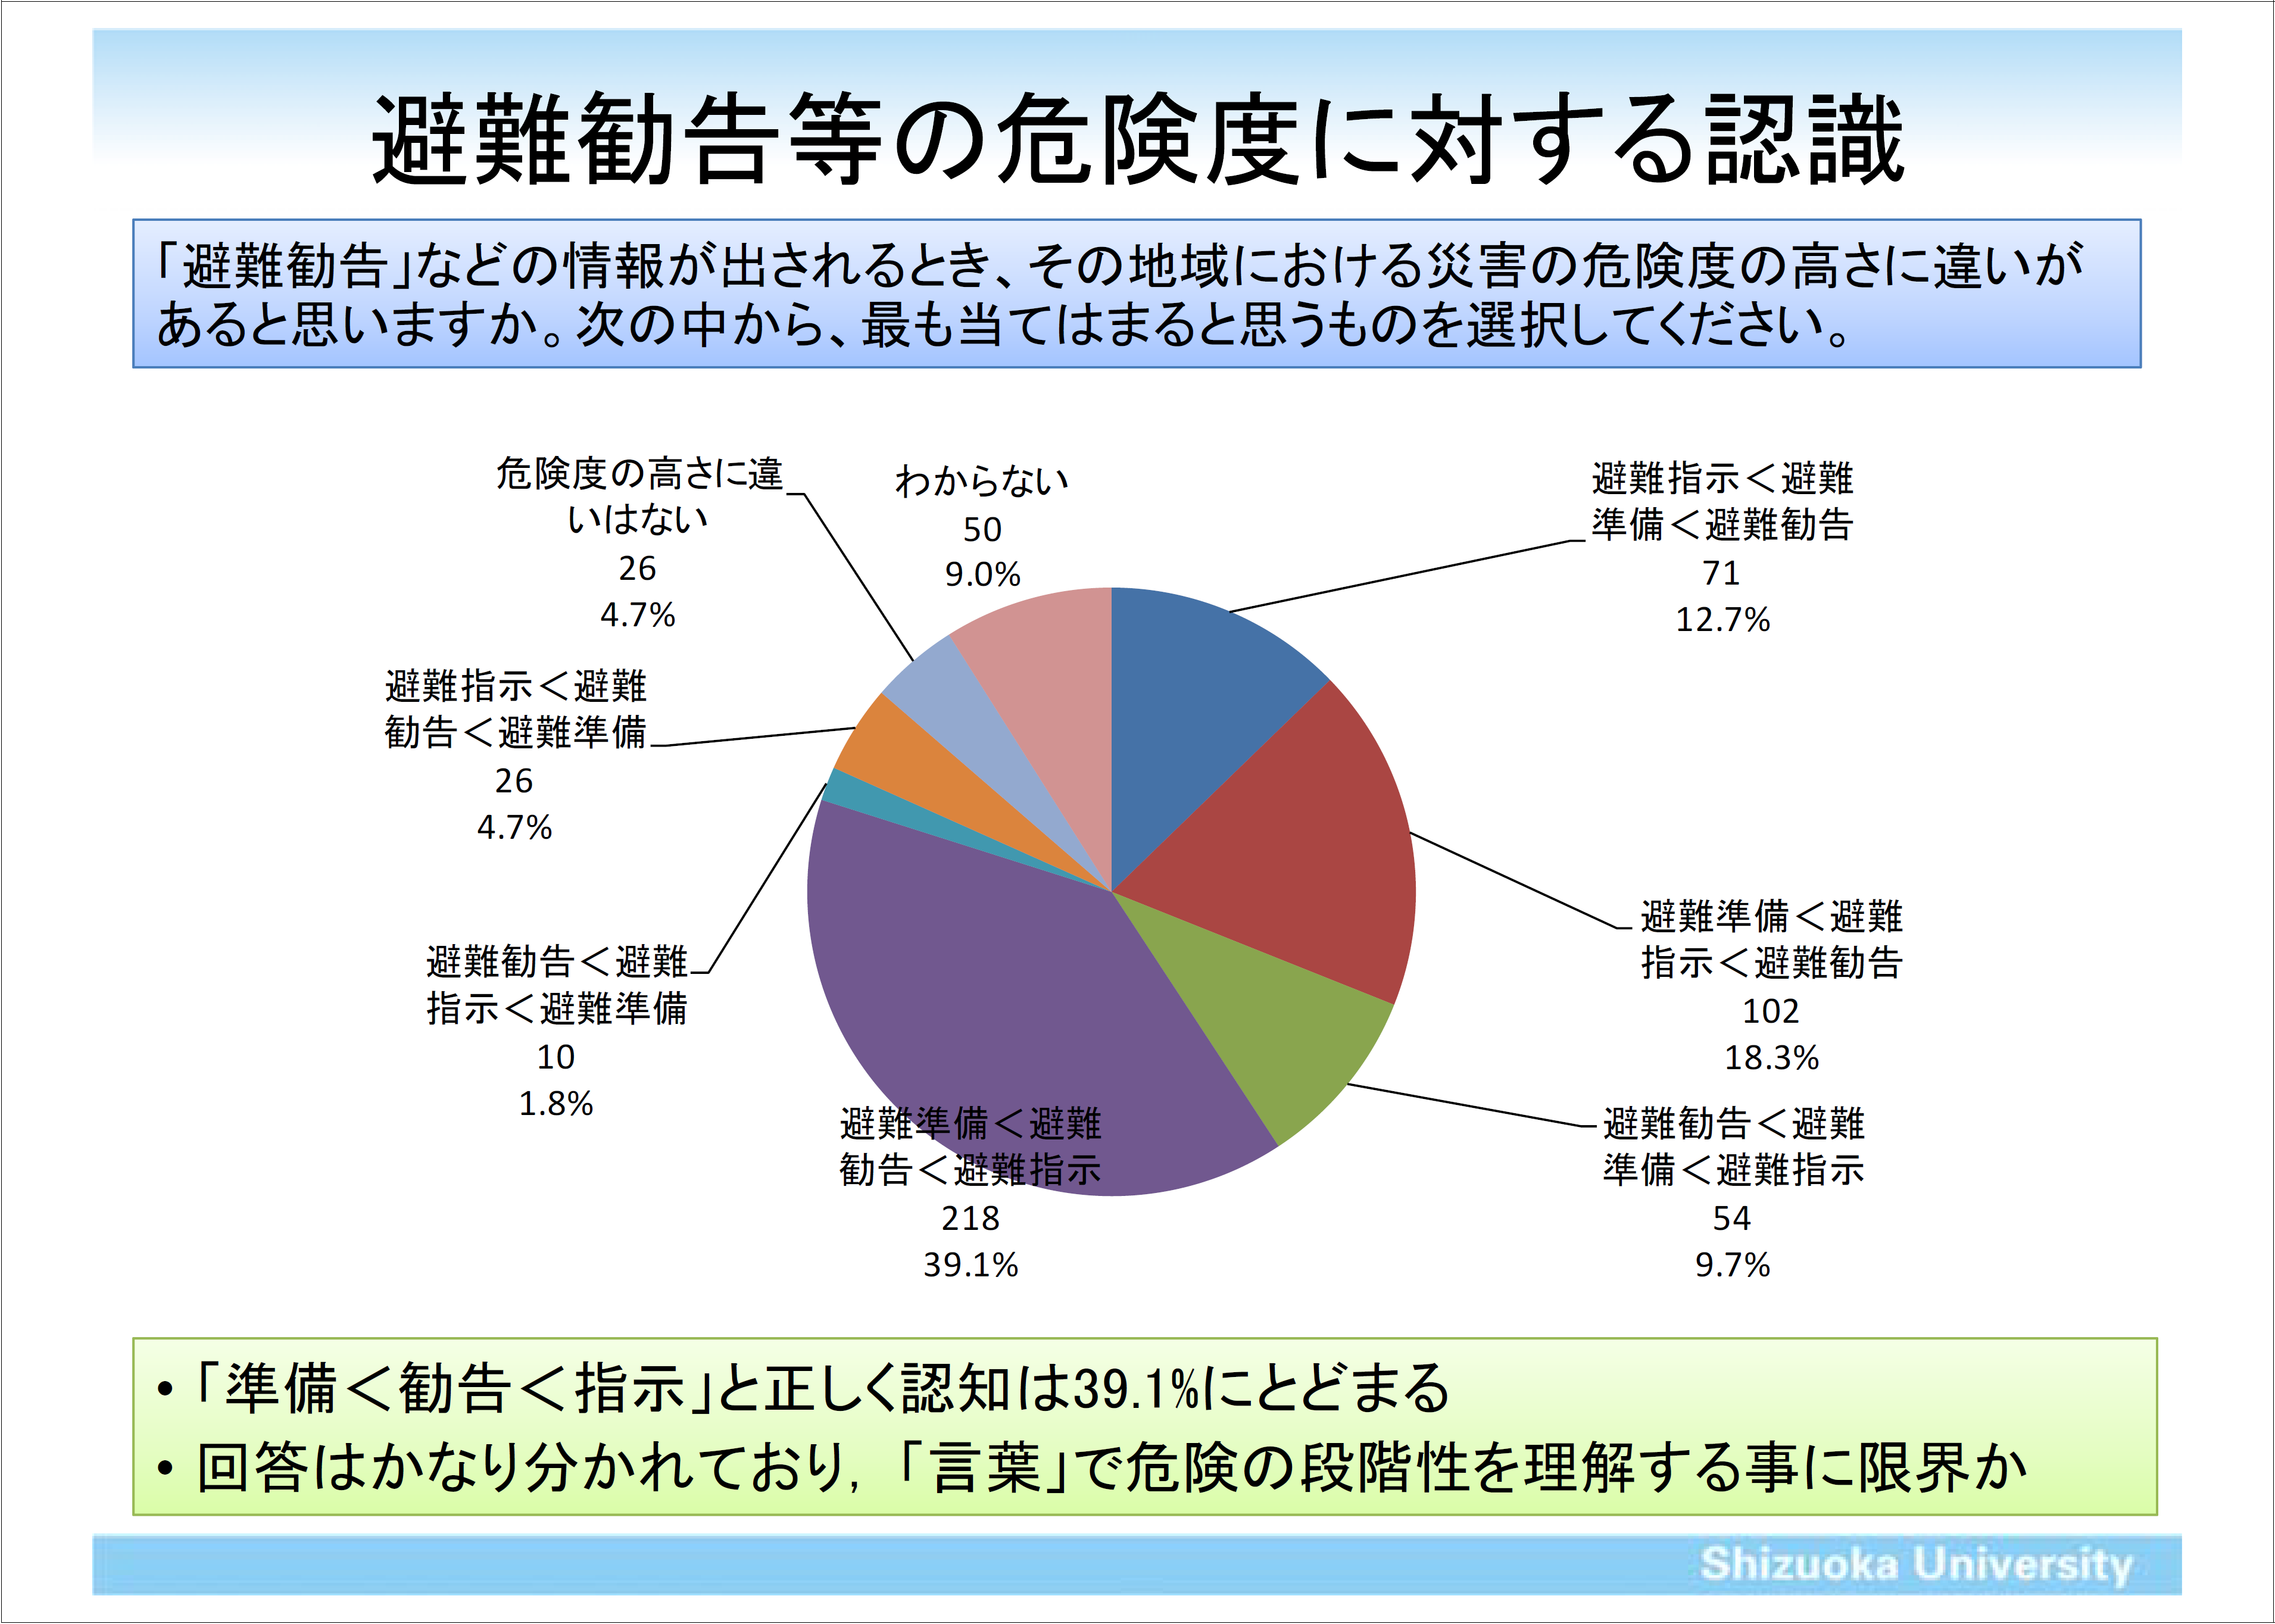 避難勧告等の危険度に対する認識
「避難勧告」などの情報が出されるとき、その地域における災害の危険度の高さに違いが
あると思いますか。次の中から、最も当てはまると思うものを選択してください。
危険度の高さに違
いはない
26
4.7%
わからない
50
9.0%
避難指示＜避難
準備＜避難勧告
71
12.7%
避難指示＜避難
勧告＜避難準備
26
4.7%
避難準備＜避難
指示＜避難勧告
102
18.3%
避難勧告＜避難
指示＜避難準備
10
1.8%
避難準備＜避難
勧告＜避難指示
218
39.1%
避難勧告＜避難
準備＜避難指示
54
9.7%
• 「準備＜勧告＜指示」と正しく認知は39.1%にとどまる
• 回答はかなり分かれており，「言葉」で危険の段階性を理解する事に限界か
Shizuoka University